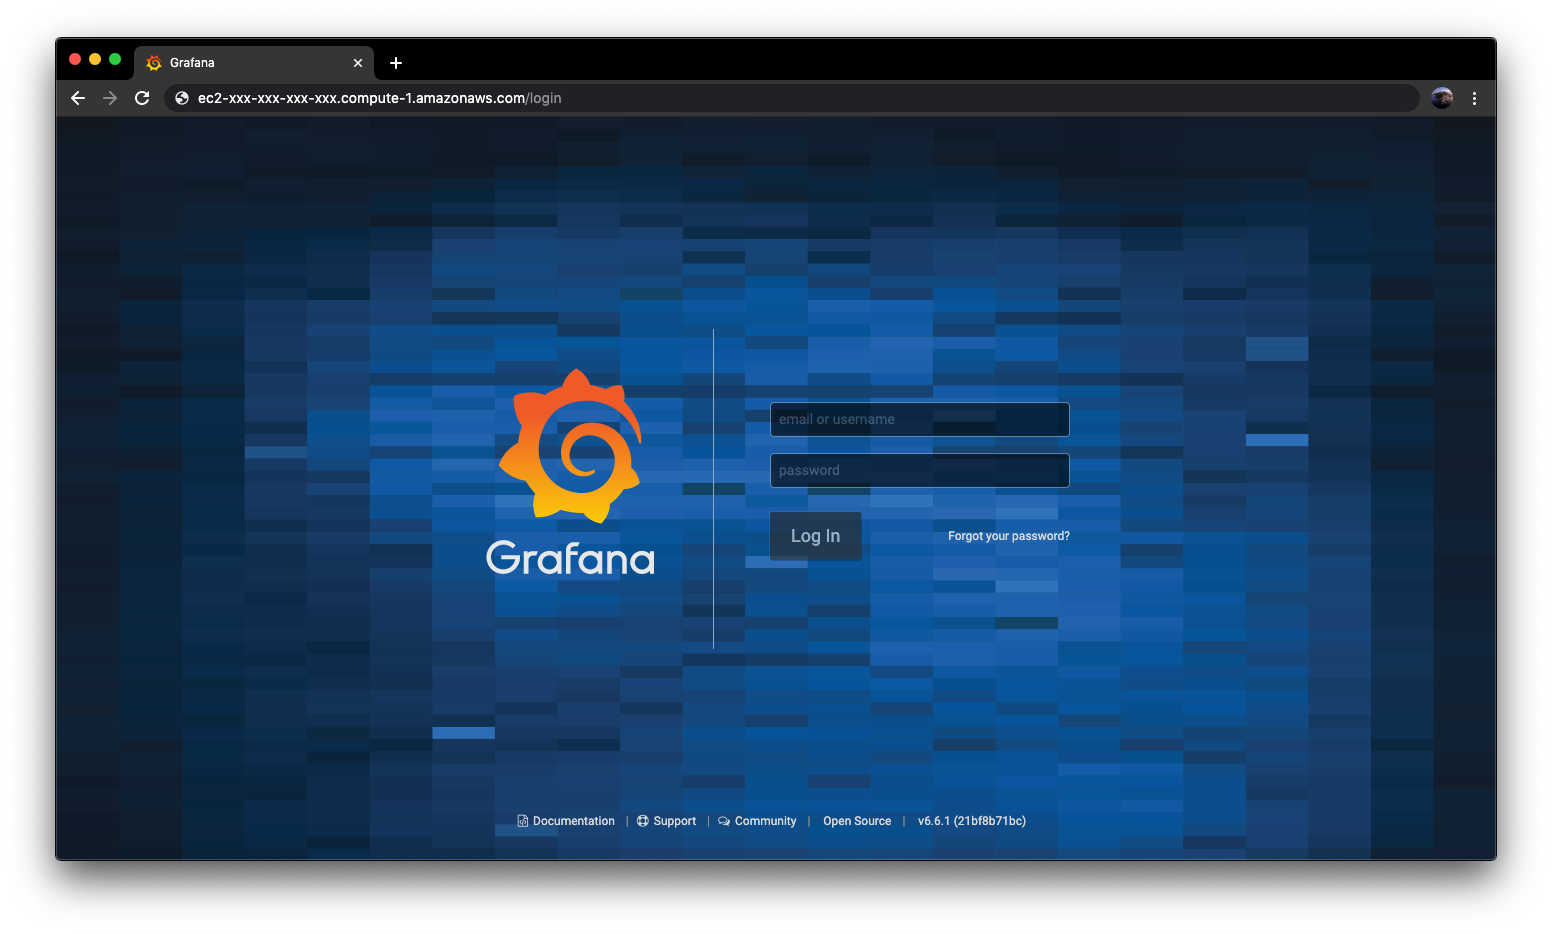 Grafana
ec2-xxx-xxx-xxx-xxx.compute-1.amazonaws.com/login
Grafana
email or username
password
Log In
Forgot your password?
Documentation | Support | Community | Open Source | v6.6.1 (21bf8b71bc)